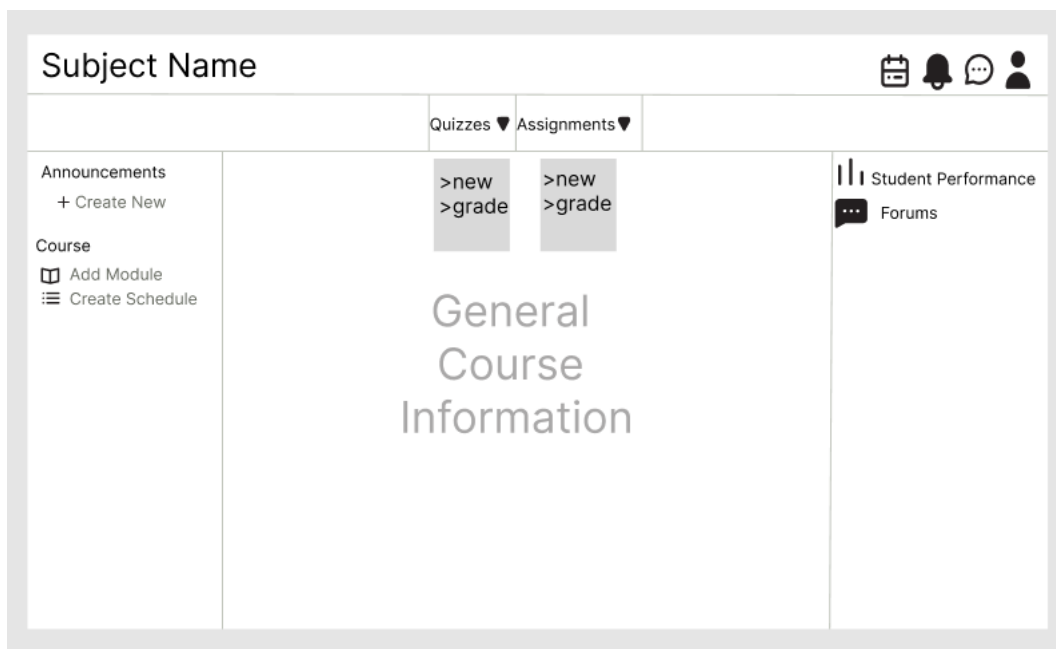 Subject Name
Quizzes Assignments
Announcements
+ Create New
Course
Add Module
Create Schedule
>new
>grade
>new
>grade
General
Course
Information
Student Performance
Forums